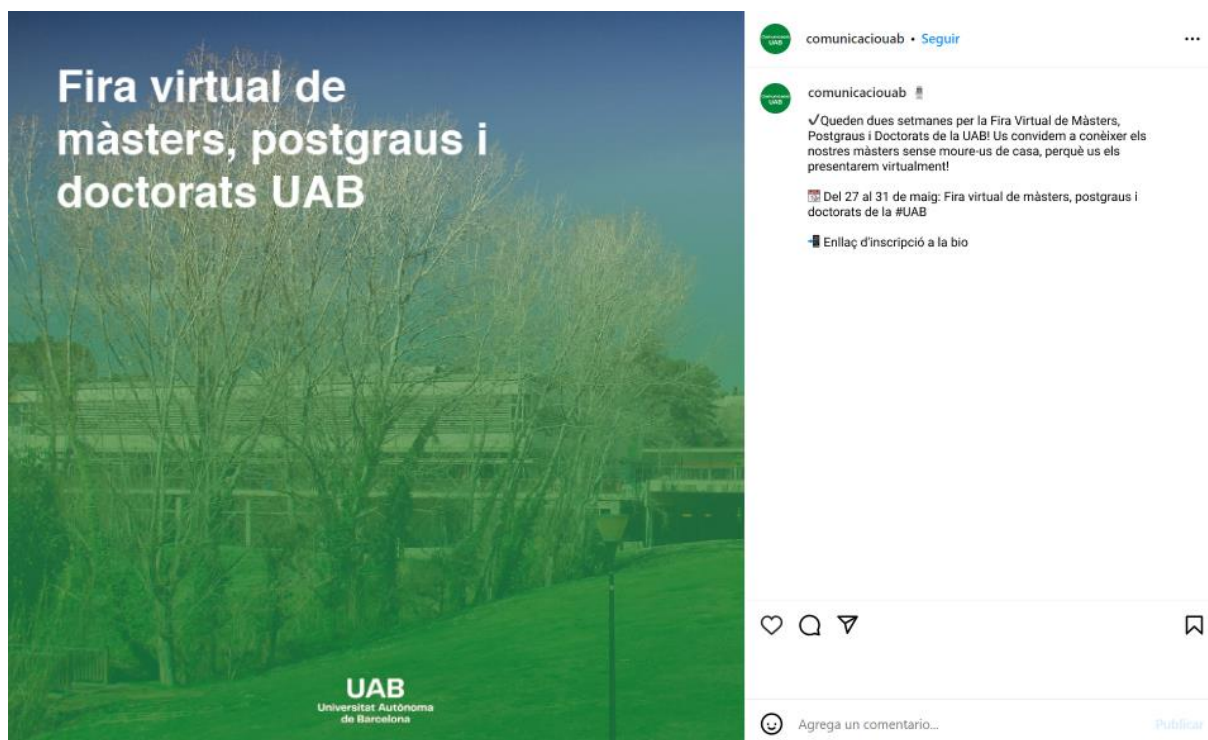 Fira virtual de
màsters, postgraus i
doctorats UAB
UAB
Universitat Autònoma
de Barcelona
comunicaciouab • Seguir
comunicaciouab
✓Queden dues setmanes per la Fira Virtual de Màsters,
Postgraus i Doctorats de la UAB! Us convidem a conèixer els
nostres màsters sense moure-us de casa, perquè us els
presentarem virtualment!
Del 27 al 31 de maig: Fira virtual de màsters, postgraus i
doctorats de la #UAB
Enllaç d'inscripció a la bio
Agrega un comentario...
Publicar